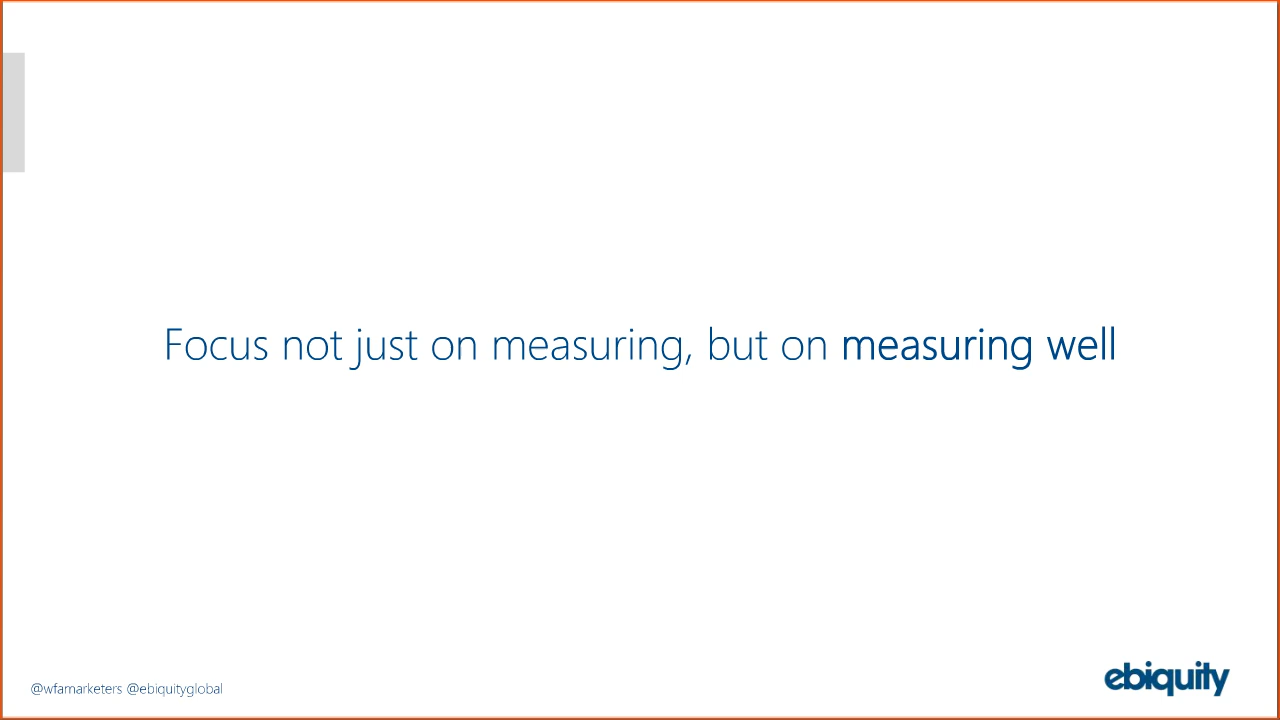 Focus not just on measuring, but on measuring well
@wfamarketers @ebiquityglobal
ebiquity